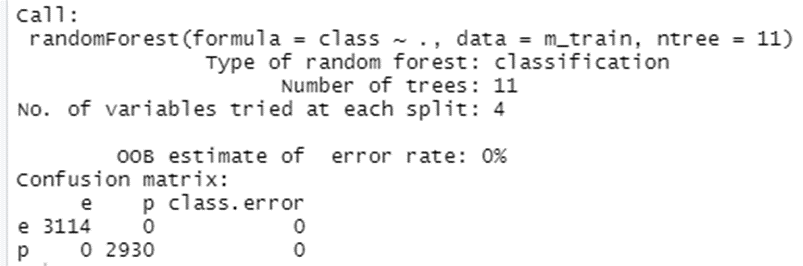 Call:
 randomForest(formula = class ~ ., data = m_train, ntree = 11)
               Type of random forest: classification
                     Number of trees: 11
No. of variables tried at each split: 4

        OOB estimate of  error rate: 0%
Confusion matrix:
     e    p class.error
e 3114    0           0
p    0 2930           0